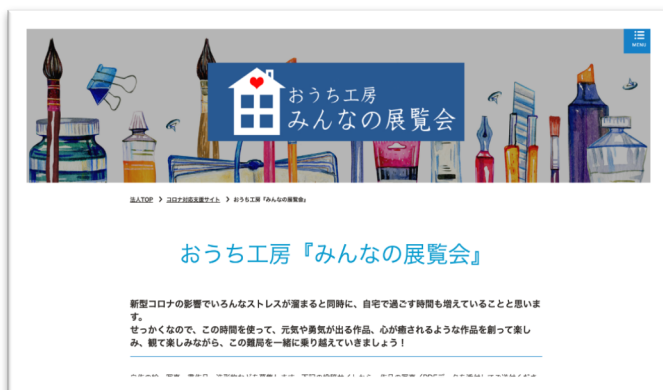 MENU
おうち工房
みんなの展覧会
法人TOP > コロナ対応支援サイト > おうち工房『みんなの展覧会』
おうち工房『みんなの展覧会』
新型コロナの影響でいろんなストレスが溜まると同時に、自宅で過ごす時間も増えていることと思いま
す。
せっかくなので、この時間を使って、元気や勇気が出る作品、心が癒されるような作品を創って楽し
み、観て楽しみながら、この難局を一緒に乗り越えていきましょう！